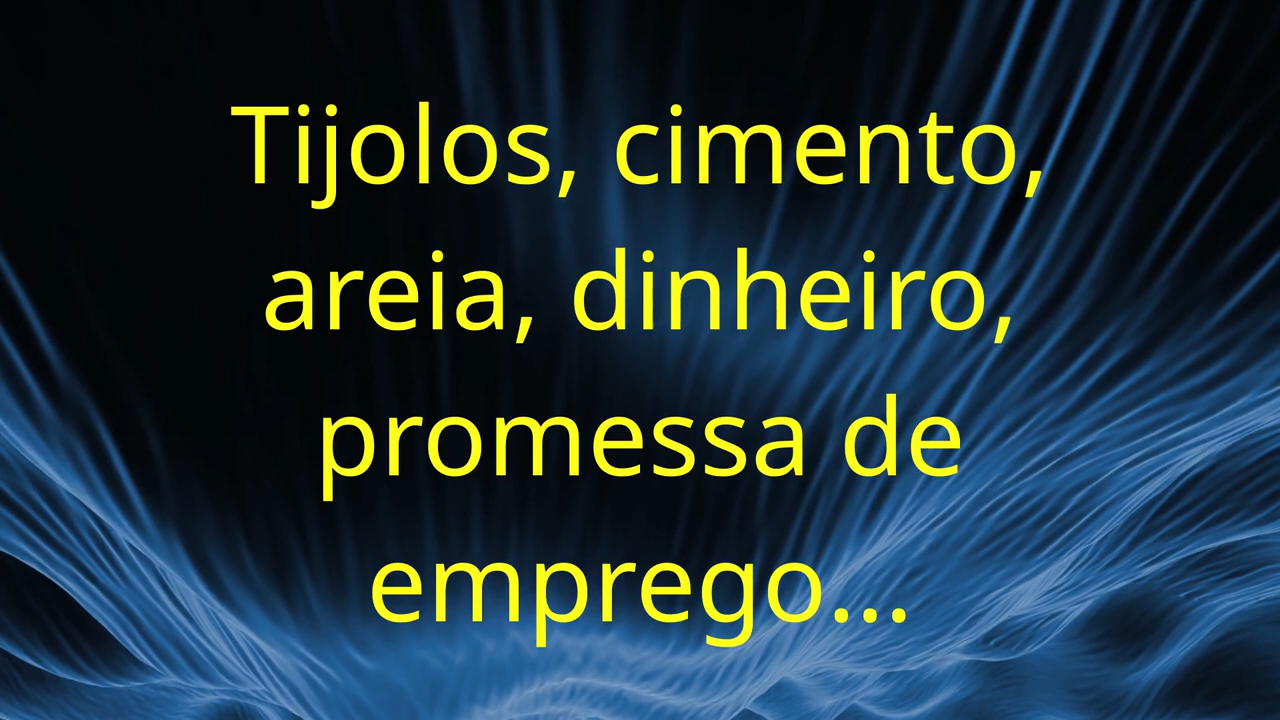 Tijolos, cimento,
areia, dinheiro,
promessa de
emprego...